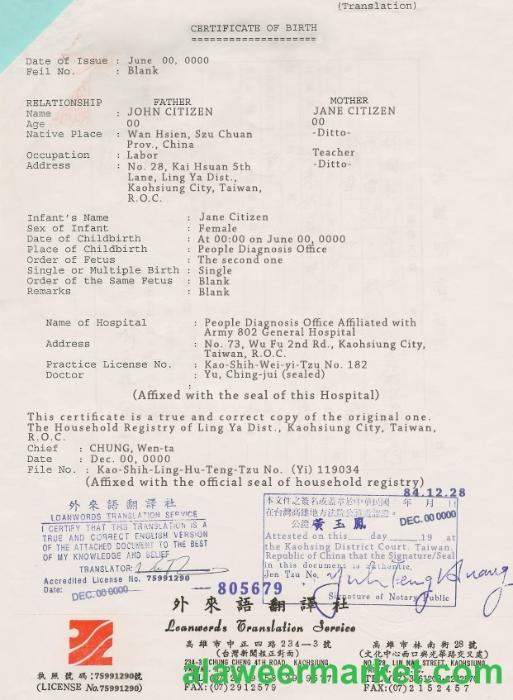 (Translation)
CERTIFICATE OF BIRTH
Date of Issue : June 00, 0000
Feil No. : Blank
RELATIONSHIP FATHER MOTHER
Name : JOHN CITIZEN JANE CITIZEN
Age 00 00
Native Place : Wan Hsien, Szu Chuan -Ditto-
Prov., China
Occupation : Labor Teacher
Address : No. 28, Kai Hsuan 5th -Ditto-
Lane, Ling Ya Dist.,
Kaohsiung City, Taiwan,
R.O.C.
Infant's Name : Jane Citizen
Sex of Infant : Female
Date of Childbirth : At 00:00 on June 00, 0000
Place of Childbirth : People Diagnosis Office
Order of Fetus : The second one
Single or Multiple Birth : Single
Order of the Same Fetus : Blank
Remarks : Blank
Name of Hospital : People Diagnosis Office Affiliated with
Army 802 General Hospital
Address : No. 73, Wu Fu 2nd Rd., Kaohsiung City,
Taiwan, R.O.C.
Practice License No. : Kao-Shih-Wei-yi-Tzu No. 182
Doctor : Yu, Ching-jui (sealed)
:
(Affixed with the seal of this Hospital)
This certificate is a true and correct copy of the original one.
The Household Registry of Ling Ya Dist., Kaohsiung City, Taiwan,
R.O.C.
Chief : CHUNG, Wen-ta
Date : Dec. 00, 0000
File No. : Kao-Shih-Ling-Hu-Teng-Tzu No. (Yi) 119034
(Affixed with the official seal of household registry)
外來語翻譯社
LOANWORDS TRANSLATION SERVICE
I CERTIFY THAT THIS TRANSLATION IS A
TRUE AND CORRECT ENGLISH VERSION
OF THE ATTACHED DOCUMENT TO THE BEST
OF MY KNOWLEDGE AND BELIEF
TRANSLATOR:
Accredited License No. 75991290
Date: DEC. 00 0000
84.12.28
本文件之簽名或蓋章於中華民國 年 月 日
在台灣高雄地方法院公證處認證。
公證 黃玉鳳 DEC. 00 0000
Attested on this day 19 at
the Kaohsing District Court, Taiwan,
Republic of China that the Signature/Seal
in this document is authentic.
Jen Tzu No.
Signature of Notary Public
805679
外來語翻譯社
Loanwords Translation Service
高雄市中正四路234-3號
(台灣新聞報正對面)
234-3 CHUNG CHENG 4TH ROAD, KAOHSIUNG
FAX:(07)2912579
高雄市林南街28號
(文化中心南口與光華路交叉處)
28, LIN NAN STREET, KAOHSIUNG
FAX:(07)2152457
執照號碼:75991290號
(LICENSE No.75991290)
alaweermarket.com